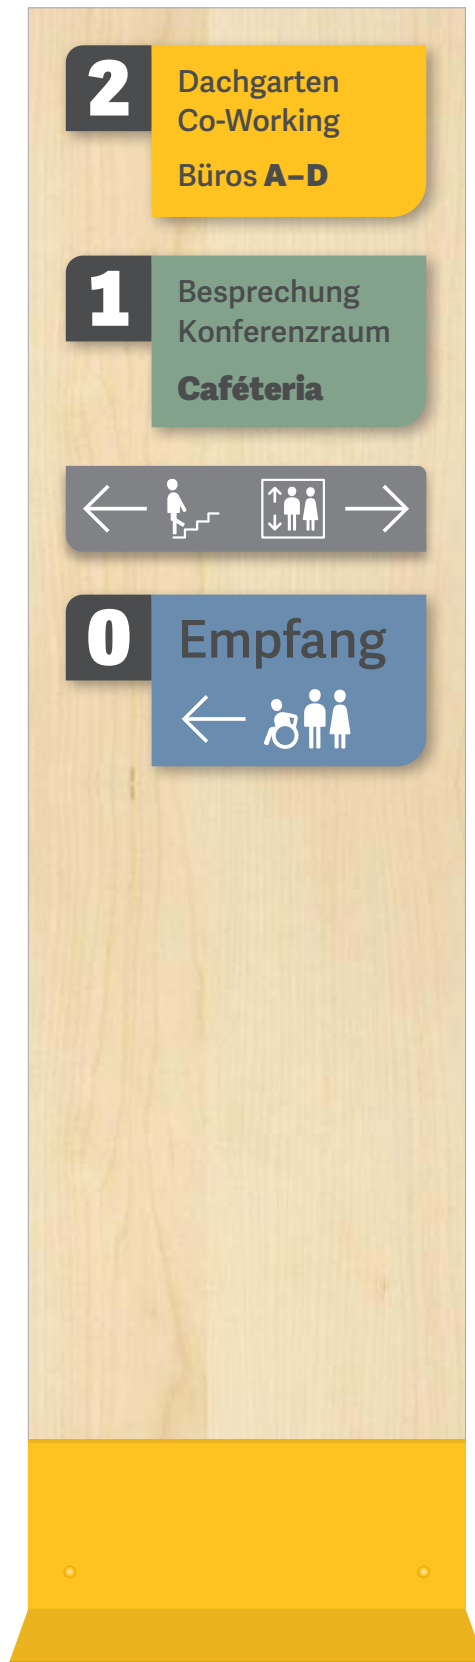 2
Dachgarten
Co-Working
Büros A–D
1
Besprechung
Konferenzraum
Caféteria
0
Empfang